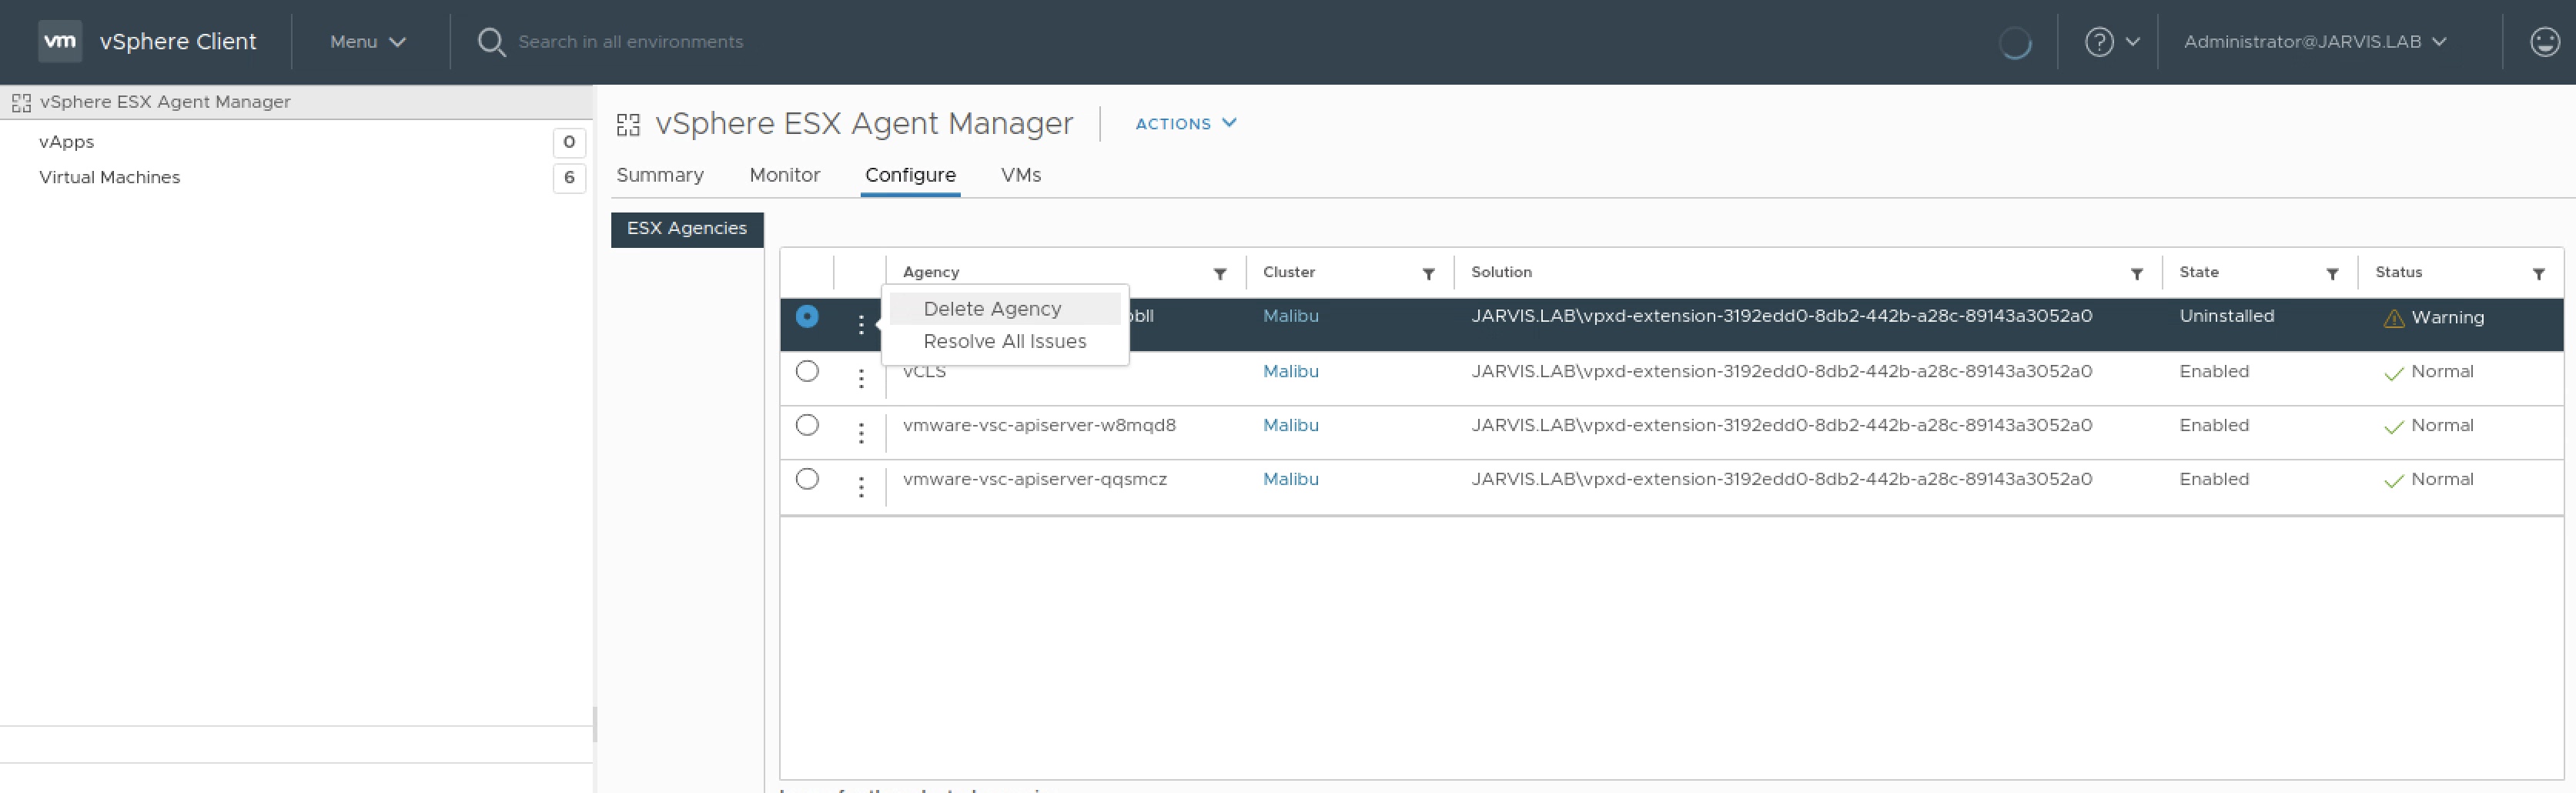 vm vSphere Client Menu Search in all environments ? Administrator@JARVIS.LAB
vSphere ESX Agent Manager
vApps 0
Virtual Machines 6
vSphere ESX Agent Manager ACTIONS
Summary Monitor Configure VMs
ESX Agencies
Agency Cluster Solution State Status
Delete Agency
Resolve All Issues
bll Malibu JARVIS.LAB\vpxd-extension-3192edd0-8db2-442b-a28c-89143a3052a0 Uninstalled Warning
vCLS Malibu JARVIS.LAB\vpxd-extension-3192edd0-8db2-442b-a28c-89143a3052a0 Enabled Normal
vmware-vsc-apiserver-w8mqd8 Malibu JARVIS.LAB\vpxd-extension-3192edd0-8db2-442b-a28c-89143a3052a0 Enabled Normal
vmware-vsc-apiserver-qqsmcz Malibu JARVIS.LAB\vpxd-extension-3192edd0-8db2-442b-a28c-89143a3052a0 Enabled Normal